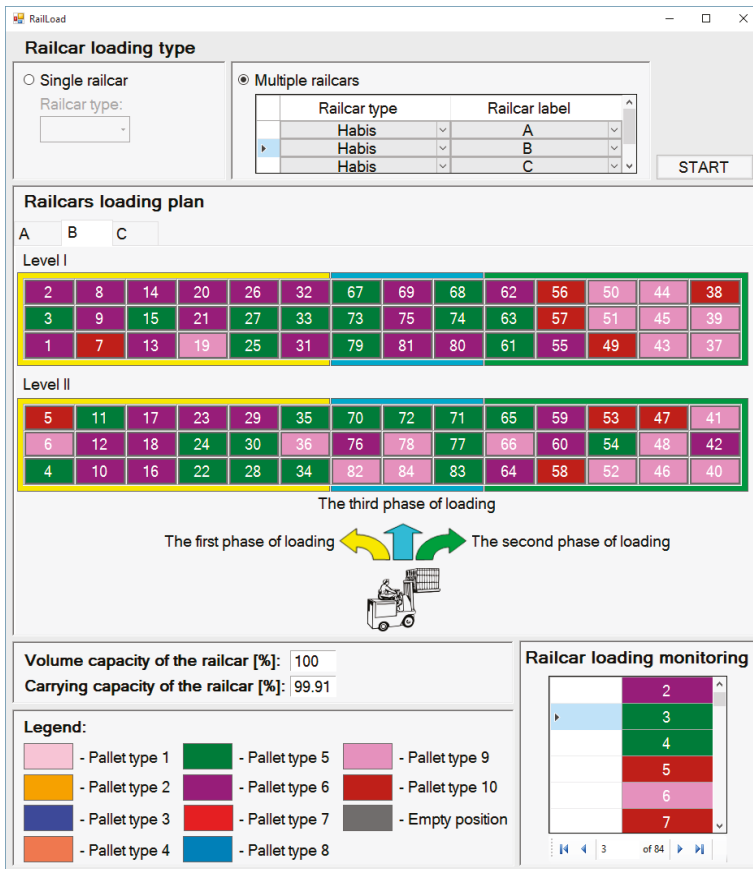 RailLoad
Railcar loading type
Single railcar
Railcar type:
Multiple railcars
Railcar type Railcar label
Habis A
Habis B
Habis C
START
Railcars loading plan
A B C
Level I
2 8 14 20 26 32 67 69 68 62 56 50 44 38
3 9 15 21 27 33 73 75 74 63 57 51 45 39
1 7 13 19 25 31 79 81 80 61 55 49 43 37
Level II
5 11 17 23 29 35 70 72 71 65 59 53 47 41
6 12 18 24 30 36 76 78 77 66 60 54 48 42
4 10 16 22 28 34 82 84 83 64 58 52 46 40
The third phase of loading
The first phase of loading
The second phase of loading
Volume capacity of the railcar [%]: 100
Carrying capacity of the railcar [%]: 99.91
Railcar loading monitoring
2
3
4
5
6
7
3 of 84
Legend:
- Pallet type 1
- Pallet type 2
- Pallet type 3
- Pallet type 4
- Pallet type 5
- Pallet type 6
- Pallet type 7
- Pallet type 8
- Pallet type 9
- Pallet type 10
- Empty position